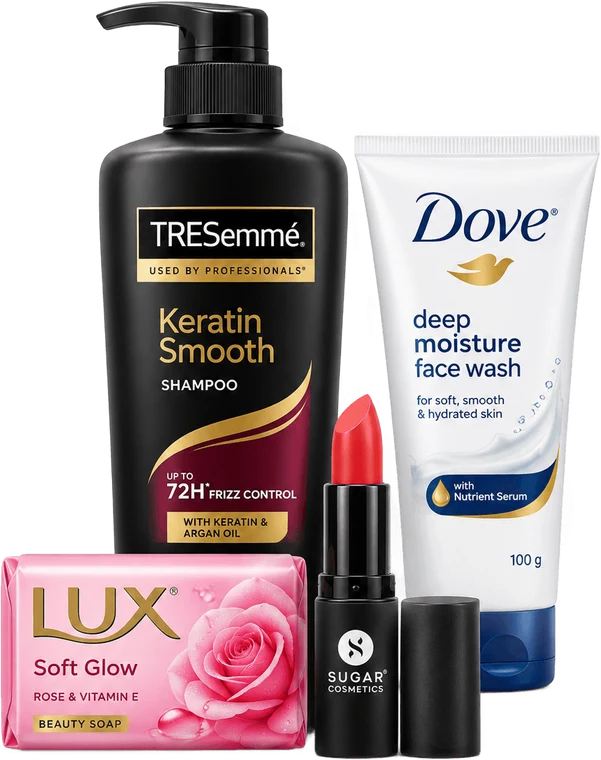 TRESemmé®
USED BY PROFESSIONALS®
Keratin
Smooth
SHAMPOO
UP TO
72H* FRIZZ CONTROL
WITH KERATIN &
ARGAN OIL
Dove®
deep
moisture
face wash
for soft, smooth
& hydrated skin
with
Nutrient Serum
100 g
LUX®
Soft Glow
ROSE & VITAMIN E
BEAUTY SOAP
SUGAR®
COSMETICS